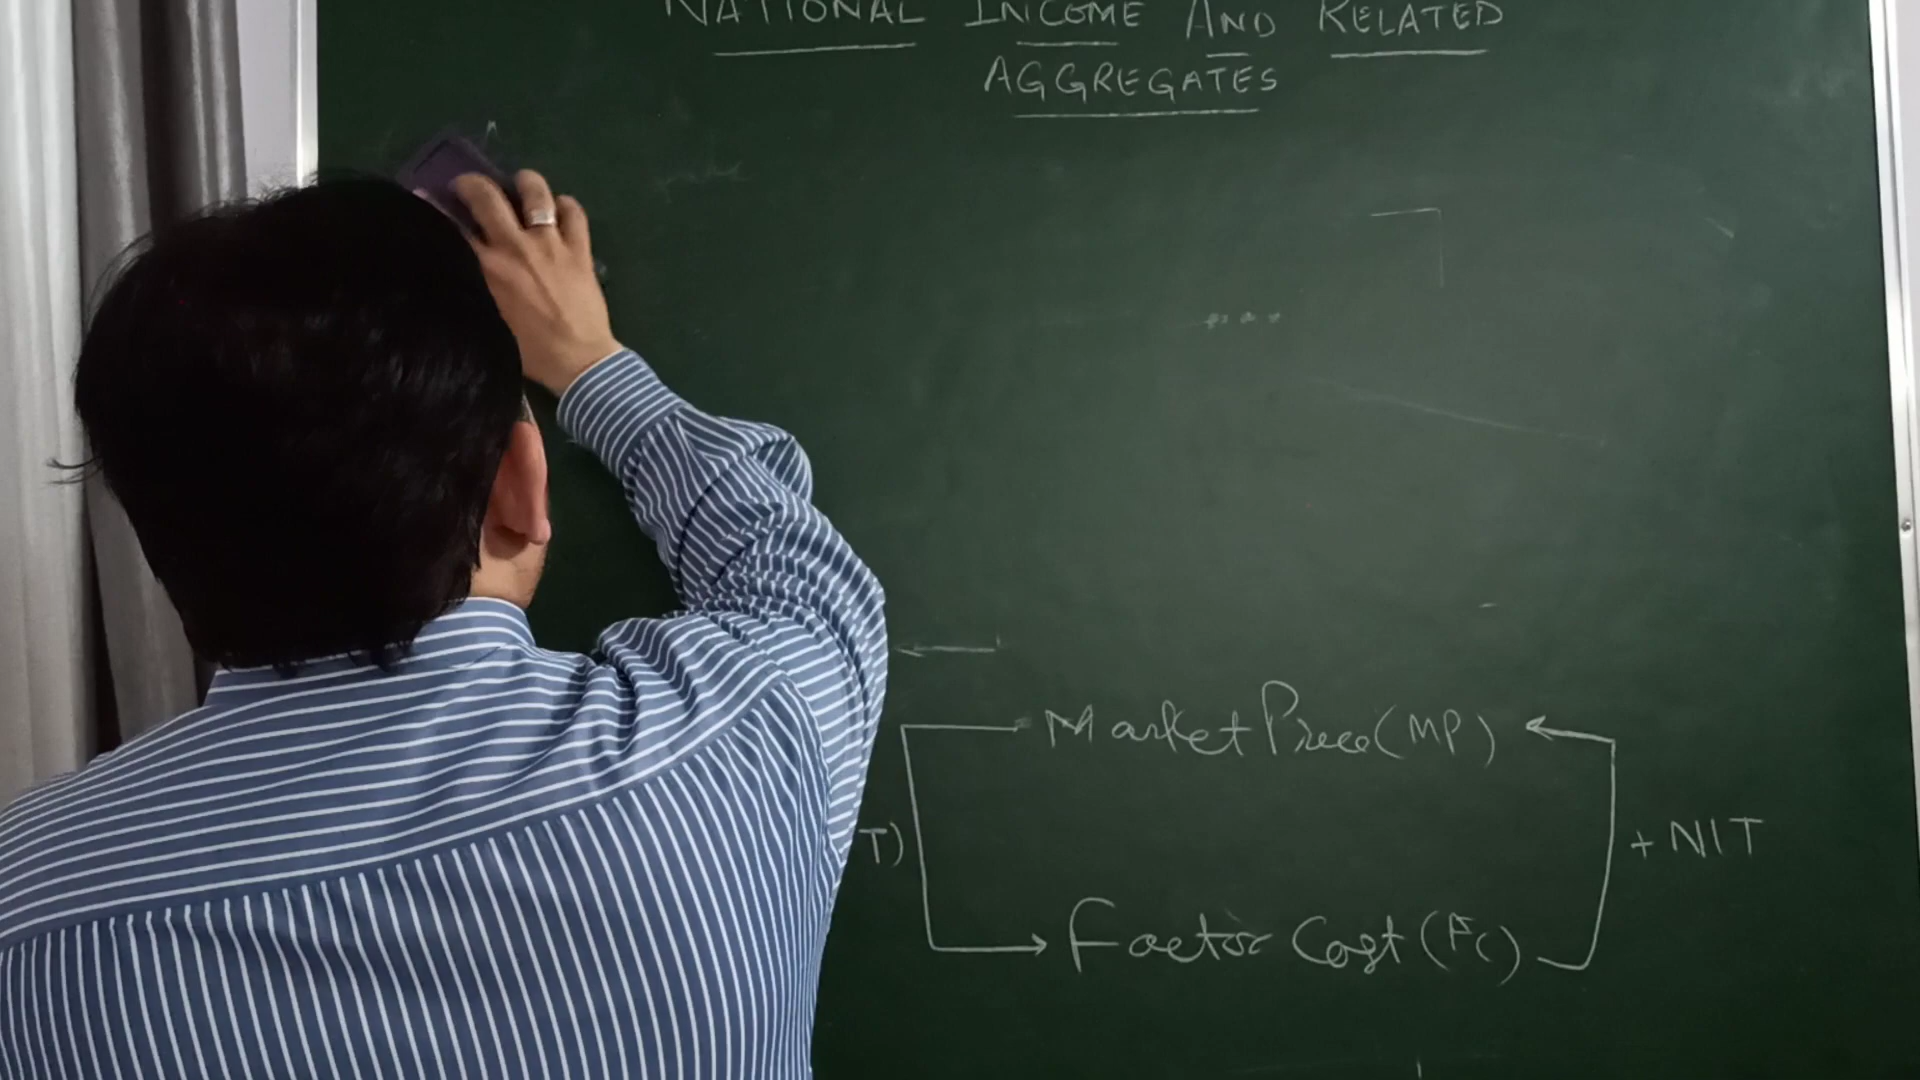 NATIONAL INCOME AND RELATED
AGGREGATES
Market Price (MP)
T)
+ NIT
Factor Cost (FC)